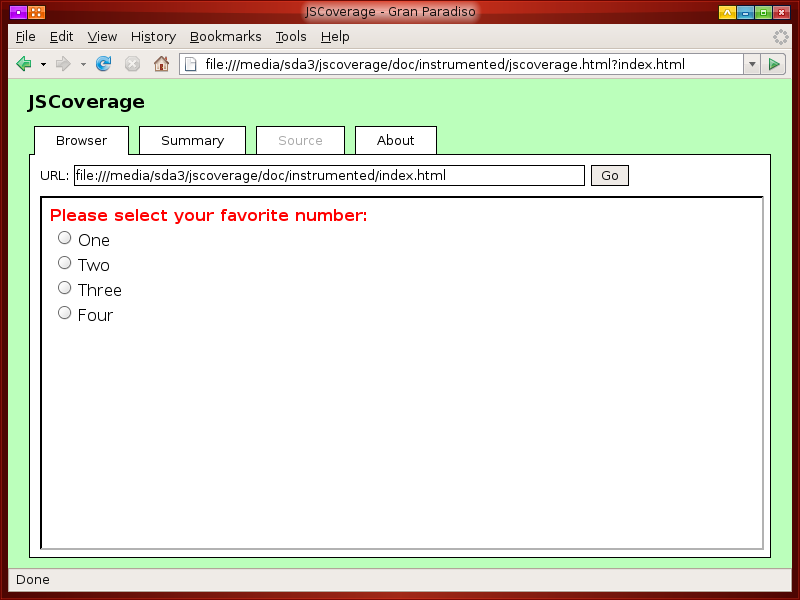 JSCoverage - Gran Paradiso
File Edit View History Bookmarks Tools Help
file:///media/sda3/jscoverage/doc/instrumented/jscoverage.html?index.html
JSCoverage
Browser Summary Source About
URL: file:///media/sda3/jscoverage/doc/instrumented/index.html Go
Please select your favorite number:
One
Two
Three
Four
Done